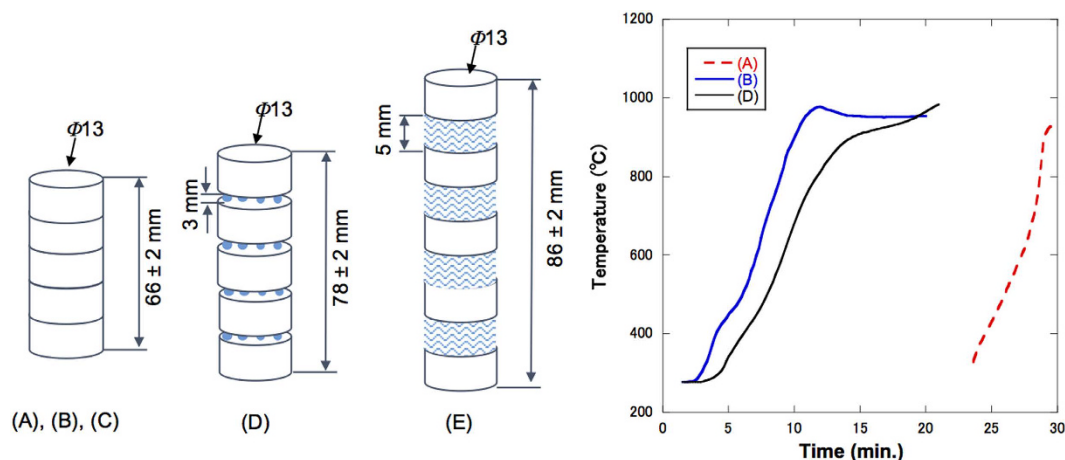 Φ13
66 ± 2 mm
(A), (B), (C)
Φ13
3 mm
78 ± 2 mm
(D)
Φ13
5 mm
86 ± 2 mm
(E)
1200
1000
800
600
400
200
Temperature (℃)
(A)
(B)
(D)
0
5
10
15
20
25
30
Time (min.)